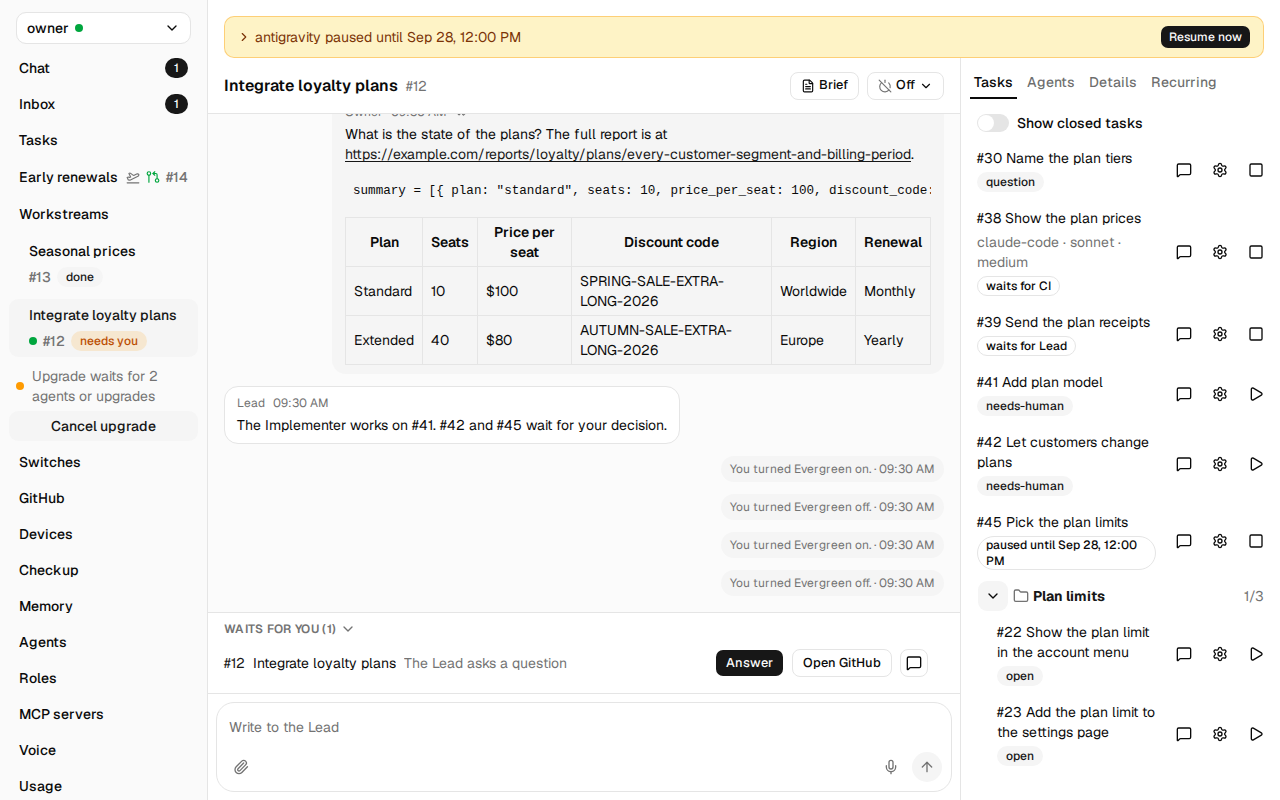 owner
Chat 1
Inbox 1
Tasks
Early renewals #14
Workstreams
Seasonal prices
#13 done
Integrate loyalty plans
#12 needs you
Upgrade waits for 2
agents or upgrades
Cancel upgrade
Switches
GitHub
Devices
Checkup
Memory
Agents
Roles
MCP servers
Voice
Usage
antigravity paused until Sep 28, 12:00 PM
Resume now
Integrate loyalty plans #12
Brief
Off
What is the state of the plans? The full report is at
https://example.com/reports/loyalty/plans/every-customer-segment-and-billing-period.
summary = [{ plan: "standard", seats: 10, price_per_seat: 100, discount_code:
Plan Seats Price per seat Discount code Region Renewal
Standard 10 $100 SPRING-SALE-EXTRA-LONG-2026 Worldwide Monthly
Extended 40 $80 AUTUMN-SALE-EXTRA-LONG-2026 Europe Yearly
Lead 09:30 AM
The Implementer works on #41. #42 and #45 wait for your decision.
You turned Evergreen on. · 09:30 AM
You turned Evergreen off. · 09:30 AM
You turned Evergreen on. · 09:30 AM
You turned Evergreen off. · 09:30 AM
WAITS FOR YOU (1)
#12 Integrate loyalty plans The Lead asks a question
Answer
Open GitHub
Write to the Lead
Tasks Agents Details Recurring
Show closed tasks
#30 Name the plan tiers
question
#38 Show the plan prices
claude-code · sonnet ·
medium
waits for CI
#39 Send the plan receipts
waits for Lead
#41 Add plan model
needs-human
#42 Let customers change
plans
needs-human
#45 Pick the plan limits
paused until Sep 28, 12:00
PM
Plan limits 1/3
#22 Show the plan limit
in the account menu
open
#23 Add the plan limit to
the settings page
open